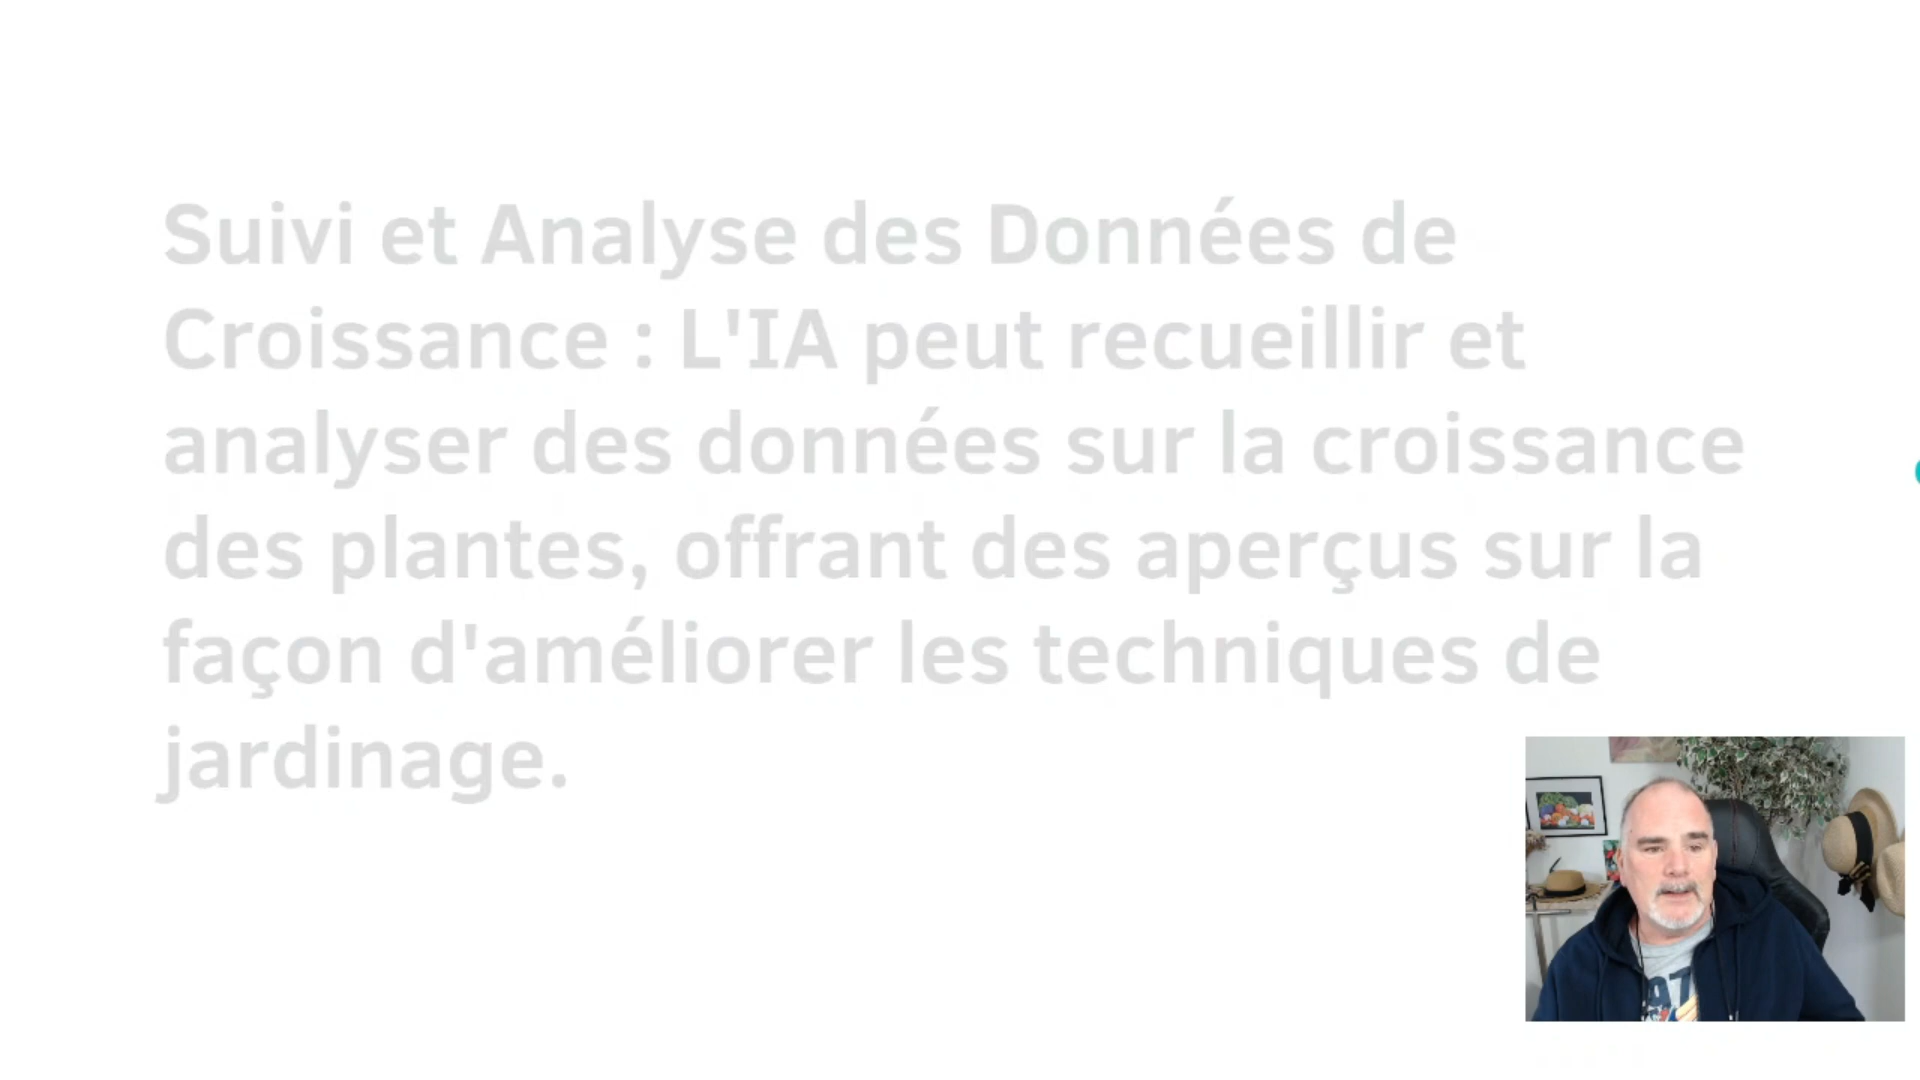 Suivi et Analyse des Données de
Croissance : L'IA peut recueillir et
analyser des données sur la croissance
des plantes, offrant des aperçus sur la
façon d'améliorer les techniques de
jardinage.